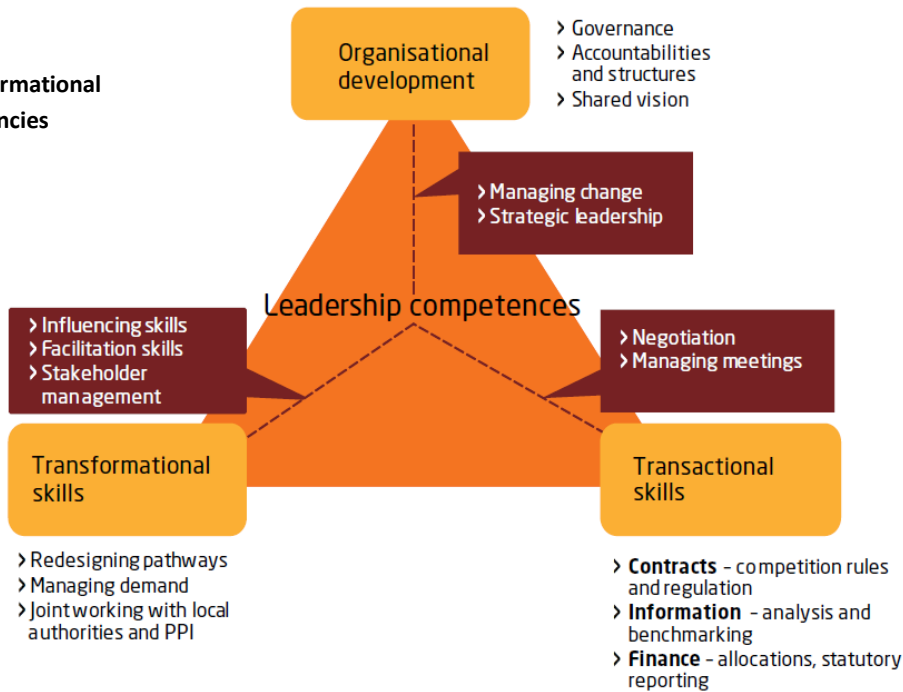 Organisational
development
> Governance
> Accountabilities
and structures
> Shared vision
rmational
ncies
> Managing change
> Strategic leadership
Leadership competences
> Influencing skills
> Facilitation skills
> Stakeholder
management
> Negotiation
> Managing meetings
Transformational
skills
Transactional
skills
> Redesigning pathways
> Managing demand
> Joint working with local
authorities and PPI
> Contracts – competition rules
and regulation
> Information – analysis and
benchmarking
> Finance – allocations, statutory
reporting